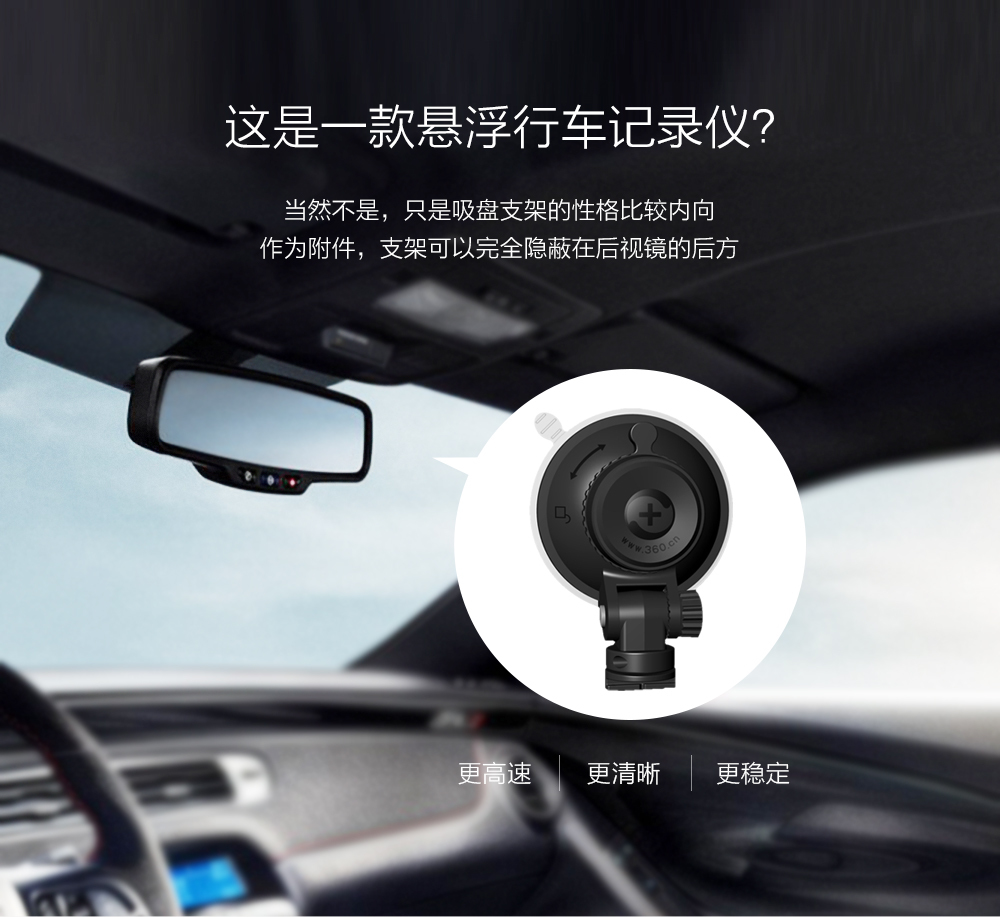 这是一款悬浮行车记录仪?
当然不是，只是吸盘支架的性格比较内向
作为附件，支架可以完全隐蔽在后视镜的后方
www.360.cn
更高速
更清晰
更稳定